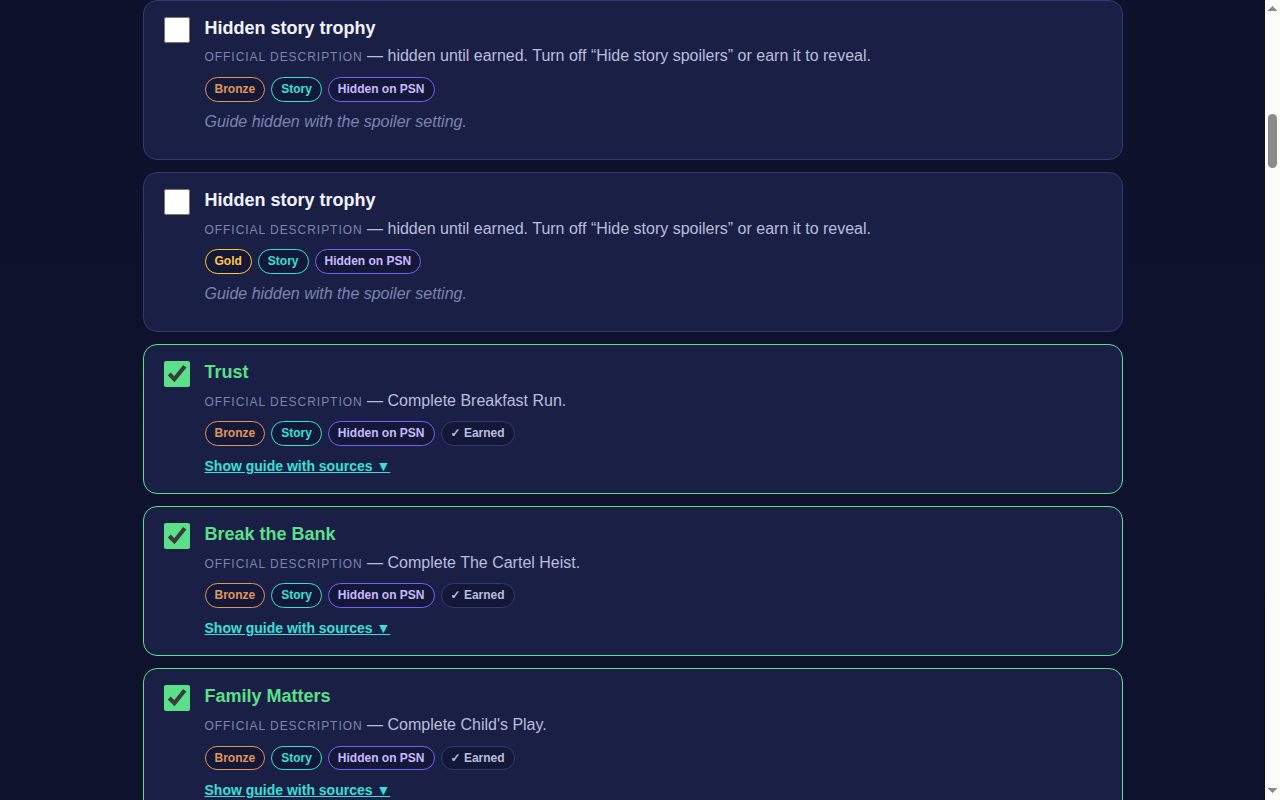 Hidden story trophy
OFFICIAL DESCRIPTION — hidden until earned. Turn off “Hide story spoilers” or earn it to reveal.
Bronze Story Hidden on PSN
Guide hidden with the spoiler setting.
Hidden story trophy
OFFICIAL DESCRIPTION — hidden until earned. Turn off “Hide story spoilers” or earn it to reveal.
Gold Story Hidden on PSN
Guide hidden with the spoiler setting.
Trust
OFFICIAL DESCRIPTION — Complete Breakfast Run.
Bronze Story Hidden on PSN ✓ Earned
Show guide with sources ▼
Break the Bank
OFFICIAL DESCRIPTION — Complete The Cartel Heist.
Bronze Story Hidden on PSN ✓ Earned
Show guide with sources ▼
Family Matters
OFFICIAL DESCRIPTION — Complete Child's Play.
Bronze Story Hidden on PSN ✓ Earned
Show guide with sources ▼